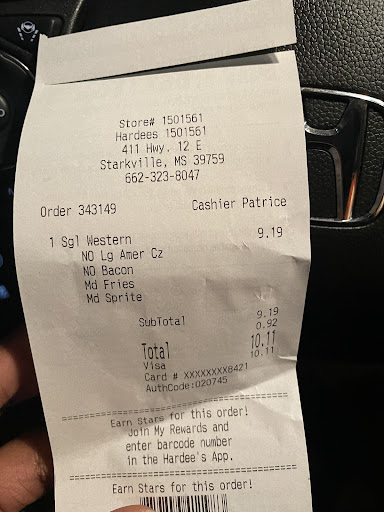 Store# 1501561
Hardees 1501561
411 Hwy. 12 E
Starkville, MS 39759
662-323-8047
Order 343149 Cashier Patrice
1 Sgl Western 9.19
NO Lg Amer Cz
NO Bacon
Md Fries
Md Sprite
SubTotal 9.19
0.92
Total 10.11
Visa 10.11
Card # XXXXXXXX6421
AuthCode:020745
========================================
Earn Stars for this order!
Join My Rewards and
enter barcode number
in the Hardee's App.
========================================
Earn Stars for this order!